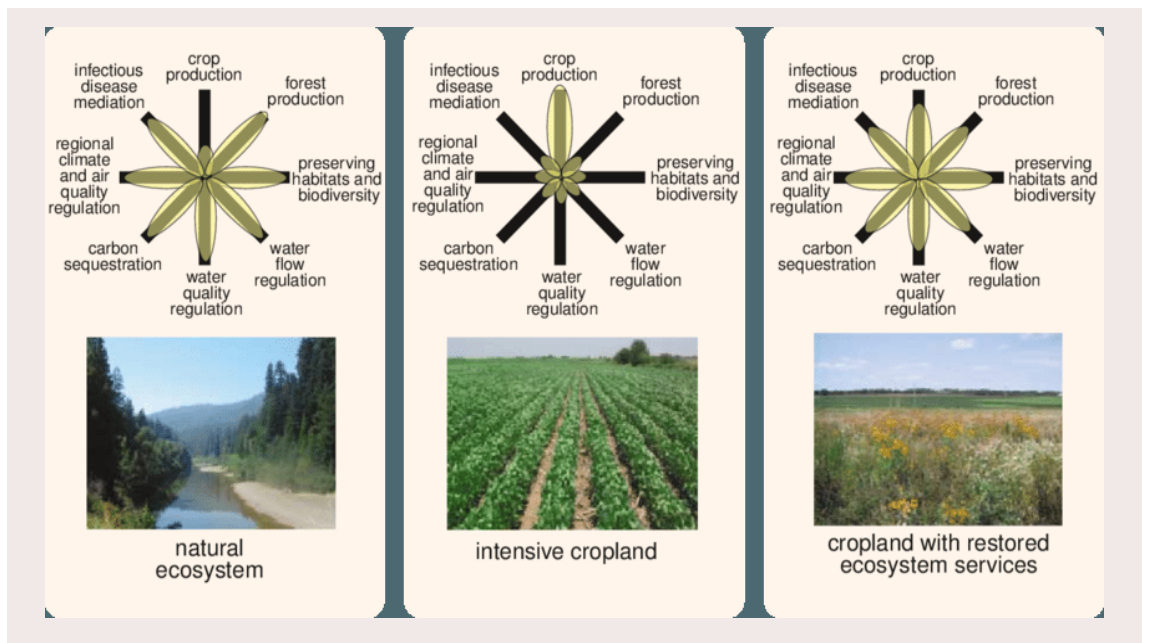 crop
production
infectious
disease
mediation
forest
production
regional
climate
and air
quality
regulation
preserving
habitats and
biodiversity
carbon
sequestration
water
flow
regulation
water
quality
regulation
natural
ecosystem
crop
production
infectious
disease
mediation
forest
production
regional
climate
and air
quality
regulation
preserving
habitats and
biodiversity
carbon
sequestration
water
flow
regulation
water
quality
regulation
intensive cropland
crop
production
infectious
disease
mediation
forest
production
regional
climate
and air
quality
regulation
preserving
habitats and
biodiversity
carbon
sequestration
water
flow
regulation
water
quality
regulation
cropland with restored
ecosystem services